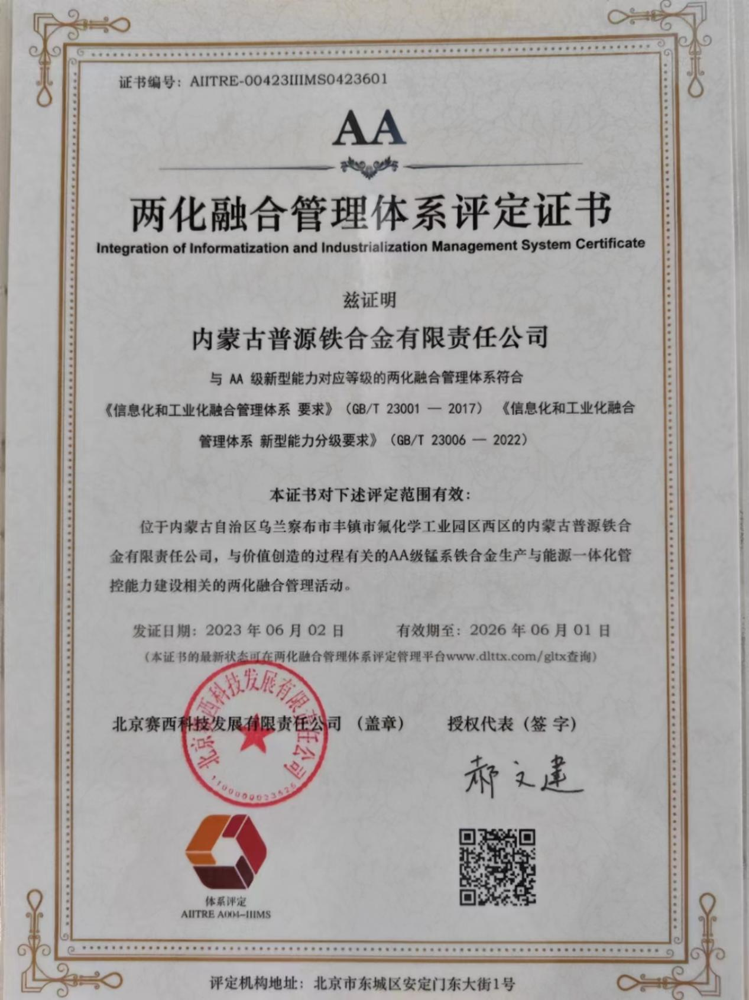 证书编号：AIITRE-00423IIIMS0423601
AA
两化融合管理体系评定证书
Integration of Informatization and Industrialization Management System Certificate
兹证明
内蒙古普源铁合金有限责任公司
与 AA 级新型能力对应等级的两化融合管理体系符合
《信息化和工业化融合管理体系 要求》（GB/T 23001 — 2017）《信息化和工业化融合
管理体系 新型能力分级要求》（GB/T 23006 — 2022）
本证书对下述评定范围有效：
位于内蒙古自治区乌兰察布市丰镇市氟化学工业园区西区的内蒙古普源铁合
金有限责任公司，与价值创造的过程有关的AA级锰系铁合金生产与能源一体化管
控能力建设相关的两化融合管理活动。
发证日期：2023 年 06 月 02 日 有效期至：2026 年 06 月 01 日
（本证书的最新状态可在两化融合管理体系评定管理平台www.dlttx.com/gltx查询）
北京赛西科技发展有限责任公司 （盖章） 授权代表（签 字）
北京赛西科技发展有限责任公司
郝文建
体系评定
AIITRE A004-IIIMS
评定机构地址：北京市东城区安定门东大街1号